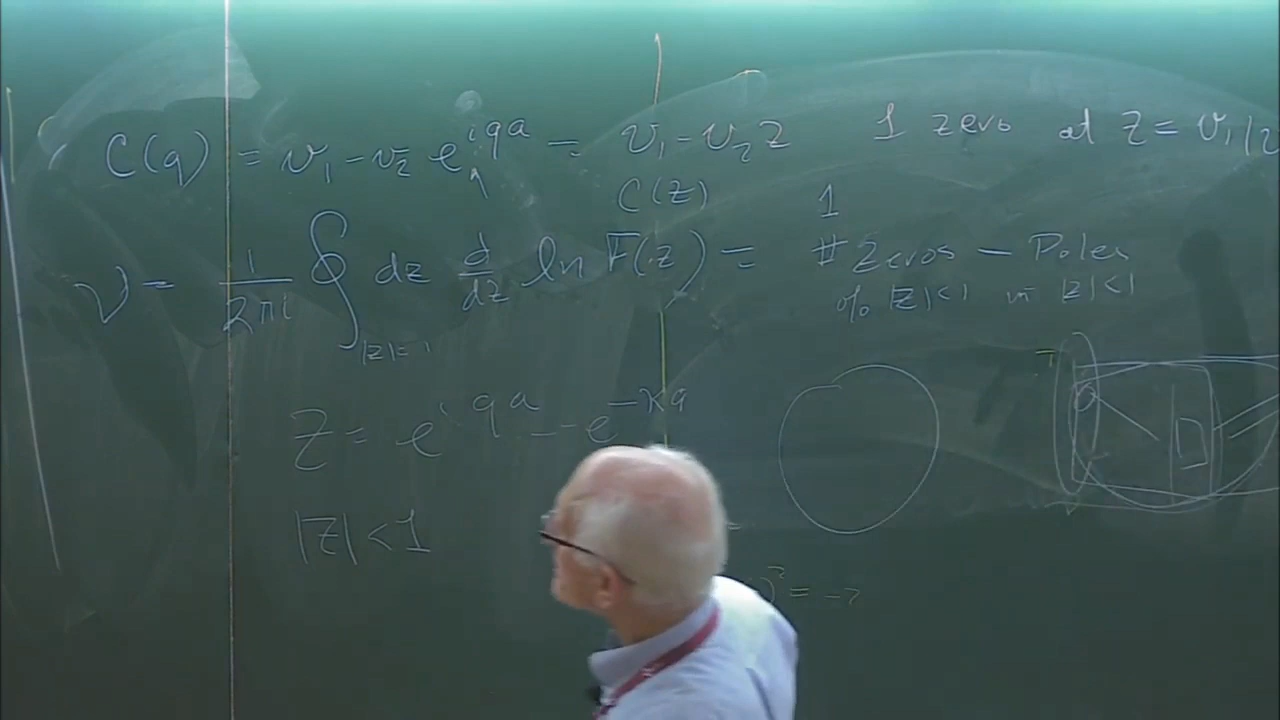 C(q) = v₁ - v₂ e^{iqa} = v₁ - v₂ z 1 zero at z = v₁/v
C(z) 1
ν = 1/2πi ∮_{|z|=1} dz d/dz ln F(z) = # Zeros - Poles
of |z|<1 in |z|<1
z = e^{iqa} = e^{-κa}
|z| < 1
)² = -